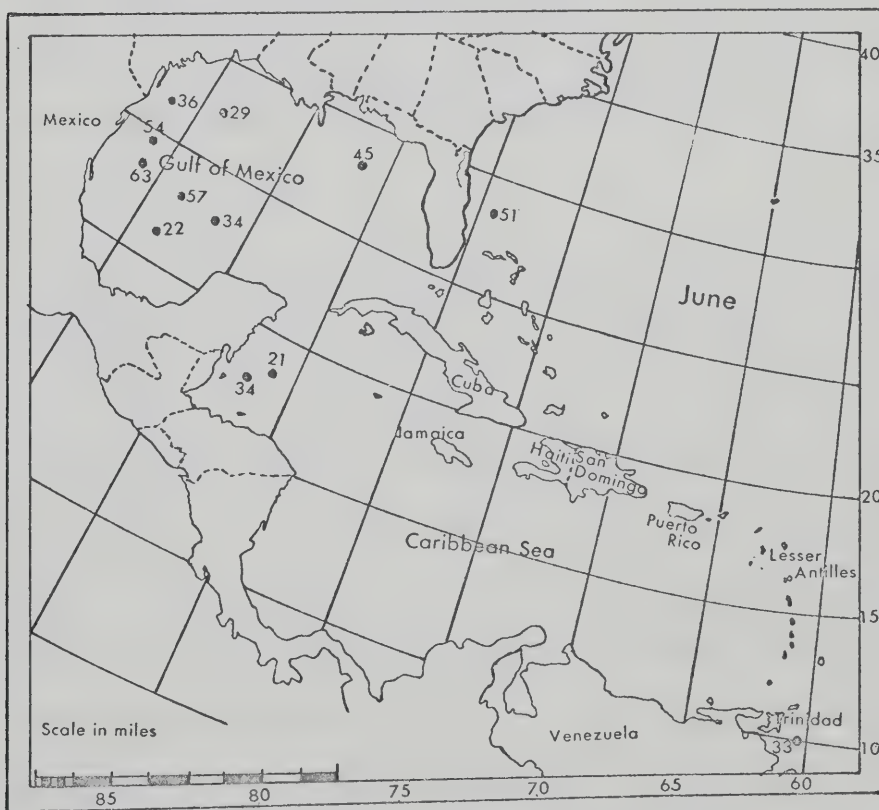 40
36
29
Mexico
54
35
Gulf of Mexico
45
63
57
51
22
34
June
21
34
Cuba
Jamaica
Haiti
San
Domingo
20
Puerto
Rico
Caribbean Sea
Lesser
Antilles
15
Trinidad
Scale in miles
Venezuela
33
10
85
80
75
70
65
60